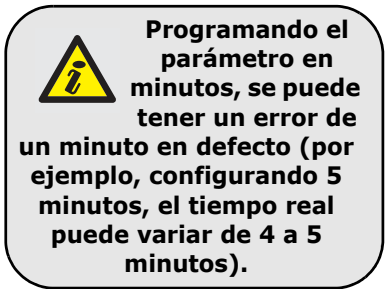 Programando el
parámetro en
minutos, se puede
tener un error de
un minuto en defecto (por
ejemplo, configurando 5
minutos, el tiempo real
puede variar de 4 a 5
minutos).